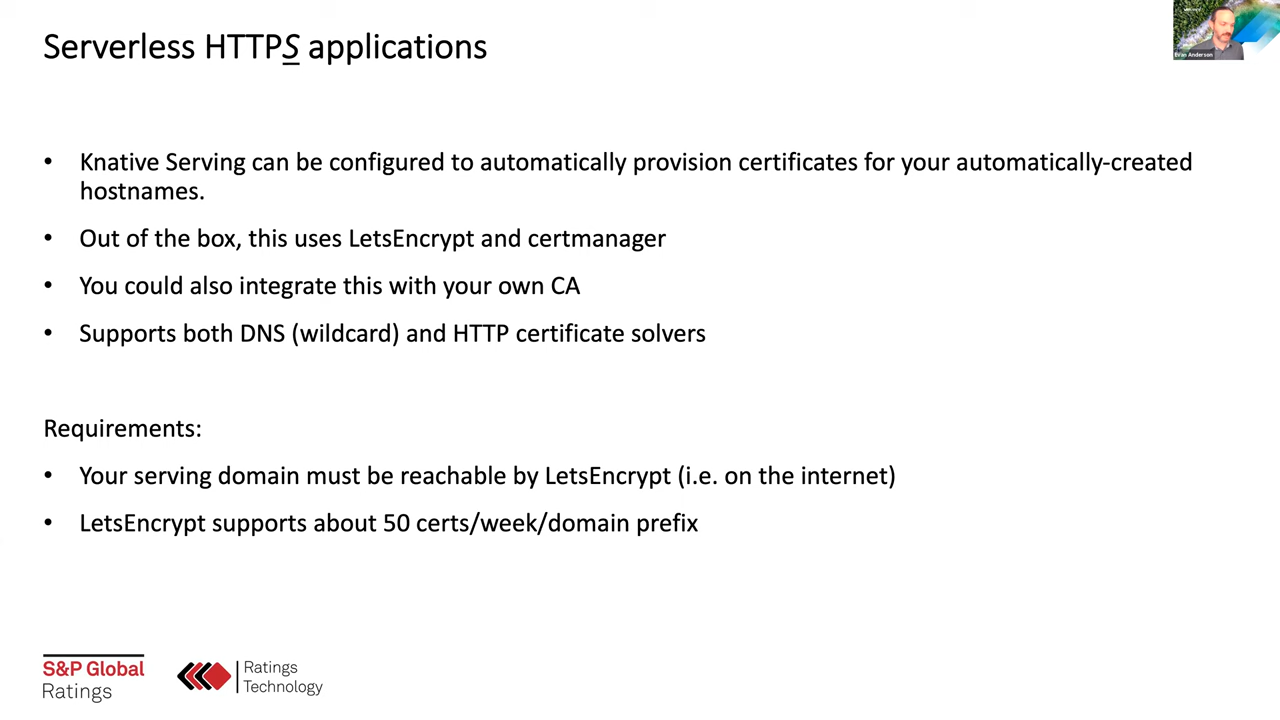 Serverless HTTPS applications
Evan Anderson
• Knative Serving can be configured to automatically provision certificates for your automatically-created
hostnames.
• Out of the box, this uses LetsEncrypt and certmanager
• You could also integrate this with your own CA
• Supports both DNS (wildcard) and HTTP certificate solvers
Requirements:
• Your serving domain must be reachable by LetsEncrypt (i.e. on the internet)
• LetsEncrypt supports about 50 certs/week/domain prefix
S&P Global
Ratings
Ratings
Technology